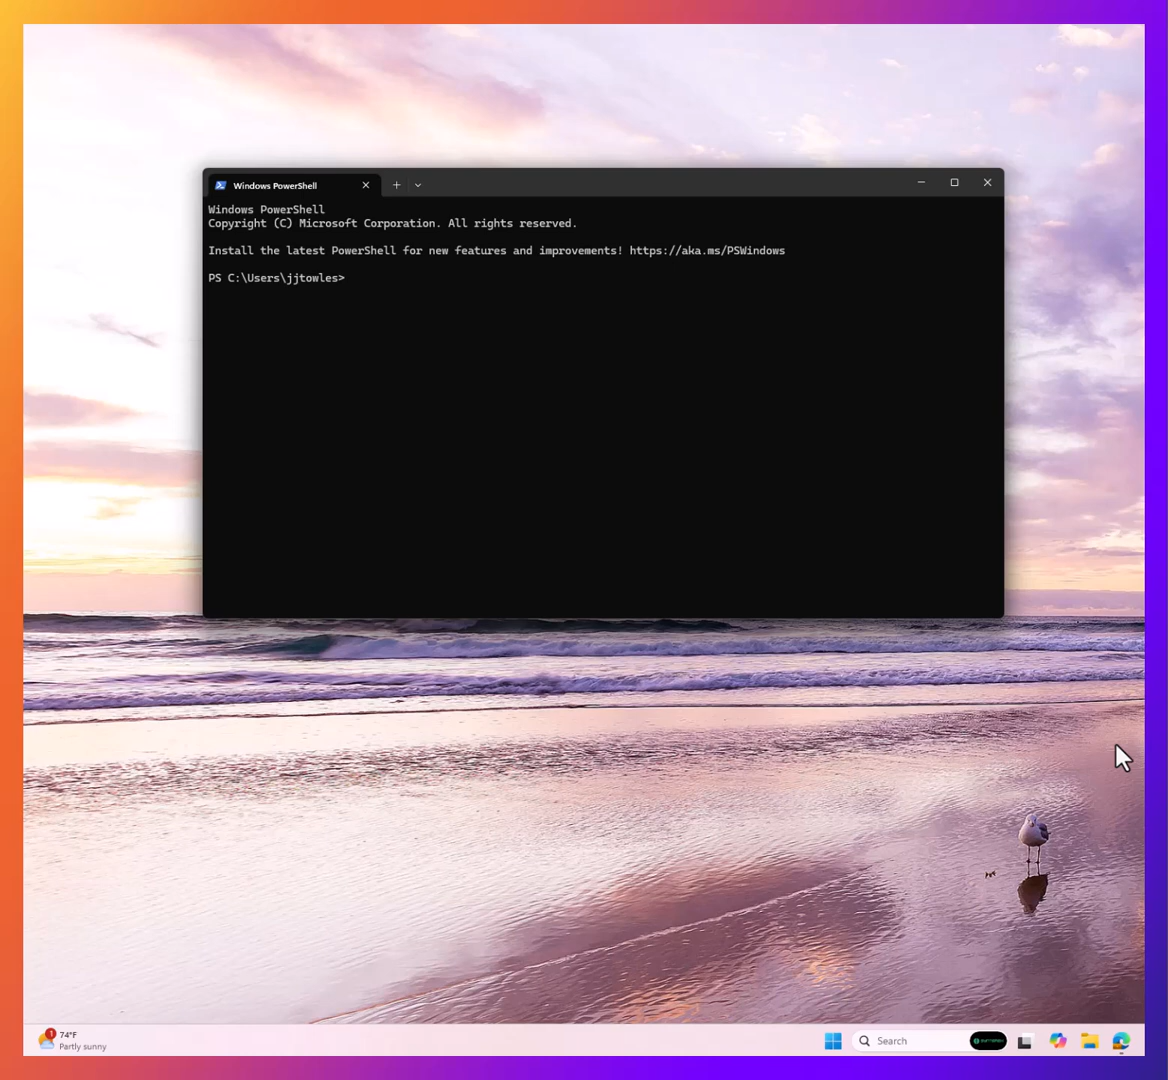 Windows PowerShell
Windows PowerShell
Copyright (C) Microsoft Corporation. All rights reserved.
Install the latest PowerShell for new features and improvements! https://aka.ms/PSWindows
PS C:\Users\jjtowles>
1
74°F
Partly sunny
Search